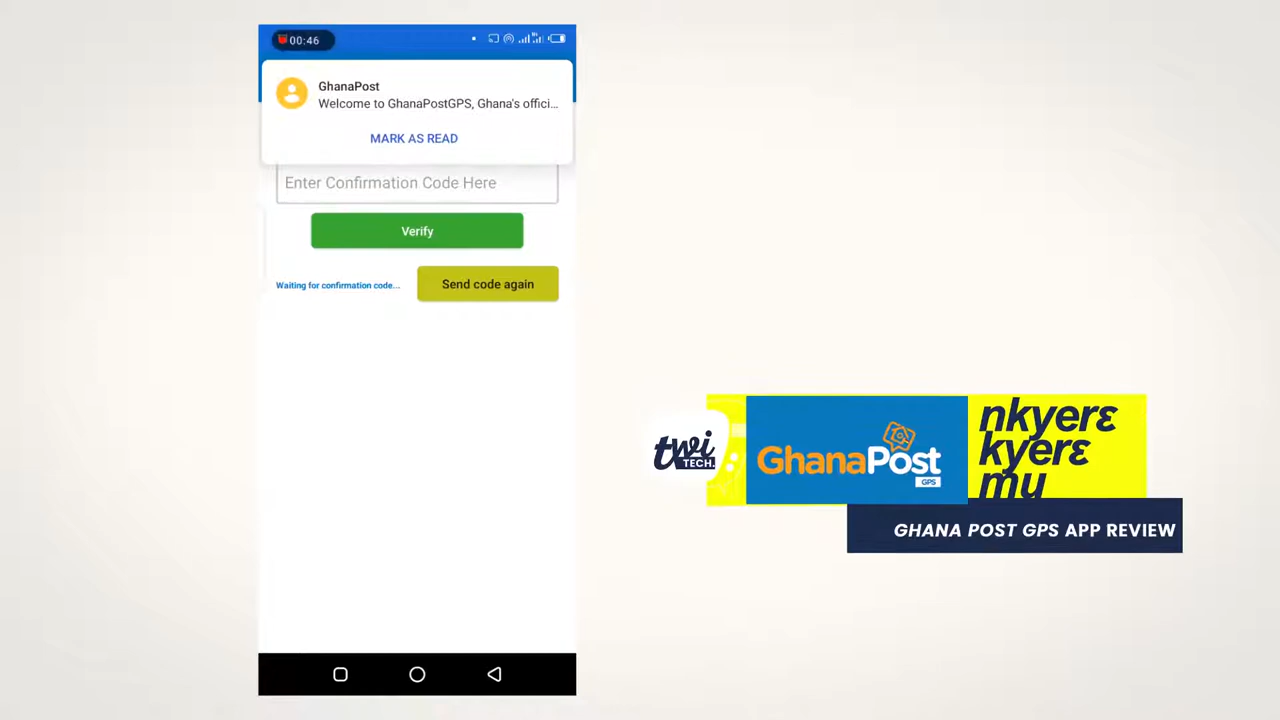 00:46
GhanaPost
Welcome to GhanaPostGPS, Ghana's offici...
MARK AS READ
Enter Confirmation Code Here
Verify
Waiting for confirmation code...
Send code again
twi
TECH.
GhanaPost
GPS
nkyerɛ
kyerɛ
mu
GHANA POST GPS APP REVIEW